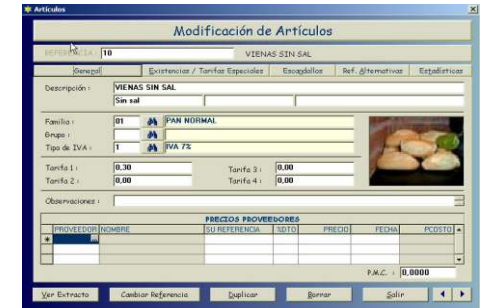 Artículos
Modificación de Artículos
REFERENCIA : 10 VIENAS SIN SAL
General Existencias / Tarifas Especiales Escandallos Ref. Alternativas Estadísticas
Descripción : VIENAS SIN SAL
Sin sal
Familia : 01 PAN NORMAL
Grupo :
Tipo de IVA : 1 IVA 7%
Tarifa 1 : 0,30 Tarifa 3 : 0,00
Tarifa 2 : 0,00 Tarifa 4 : 0,00
Observaciones :
PRECIOS PROVEEDORES
PROVEEDOR NOMBRE SU REFERENCIA %DTO PRECIO FECHA PCOSTO
P.M.C. : 0,0000
Ver Extracto Cambiar Referencia Duplicar Borrar Salir